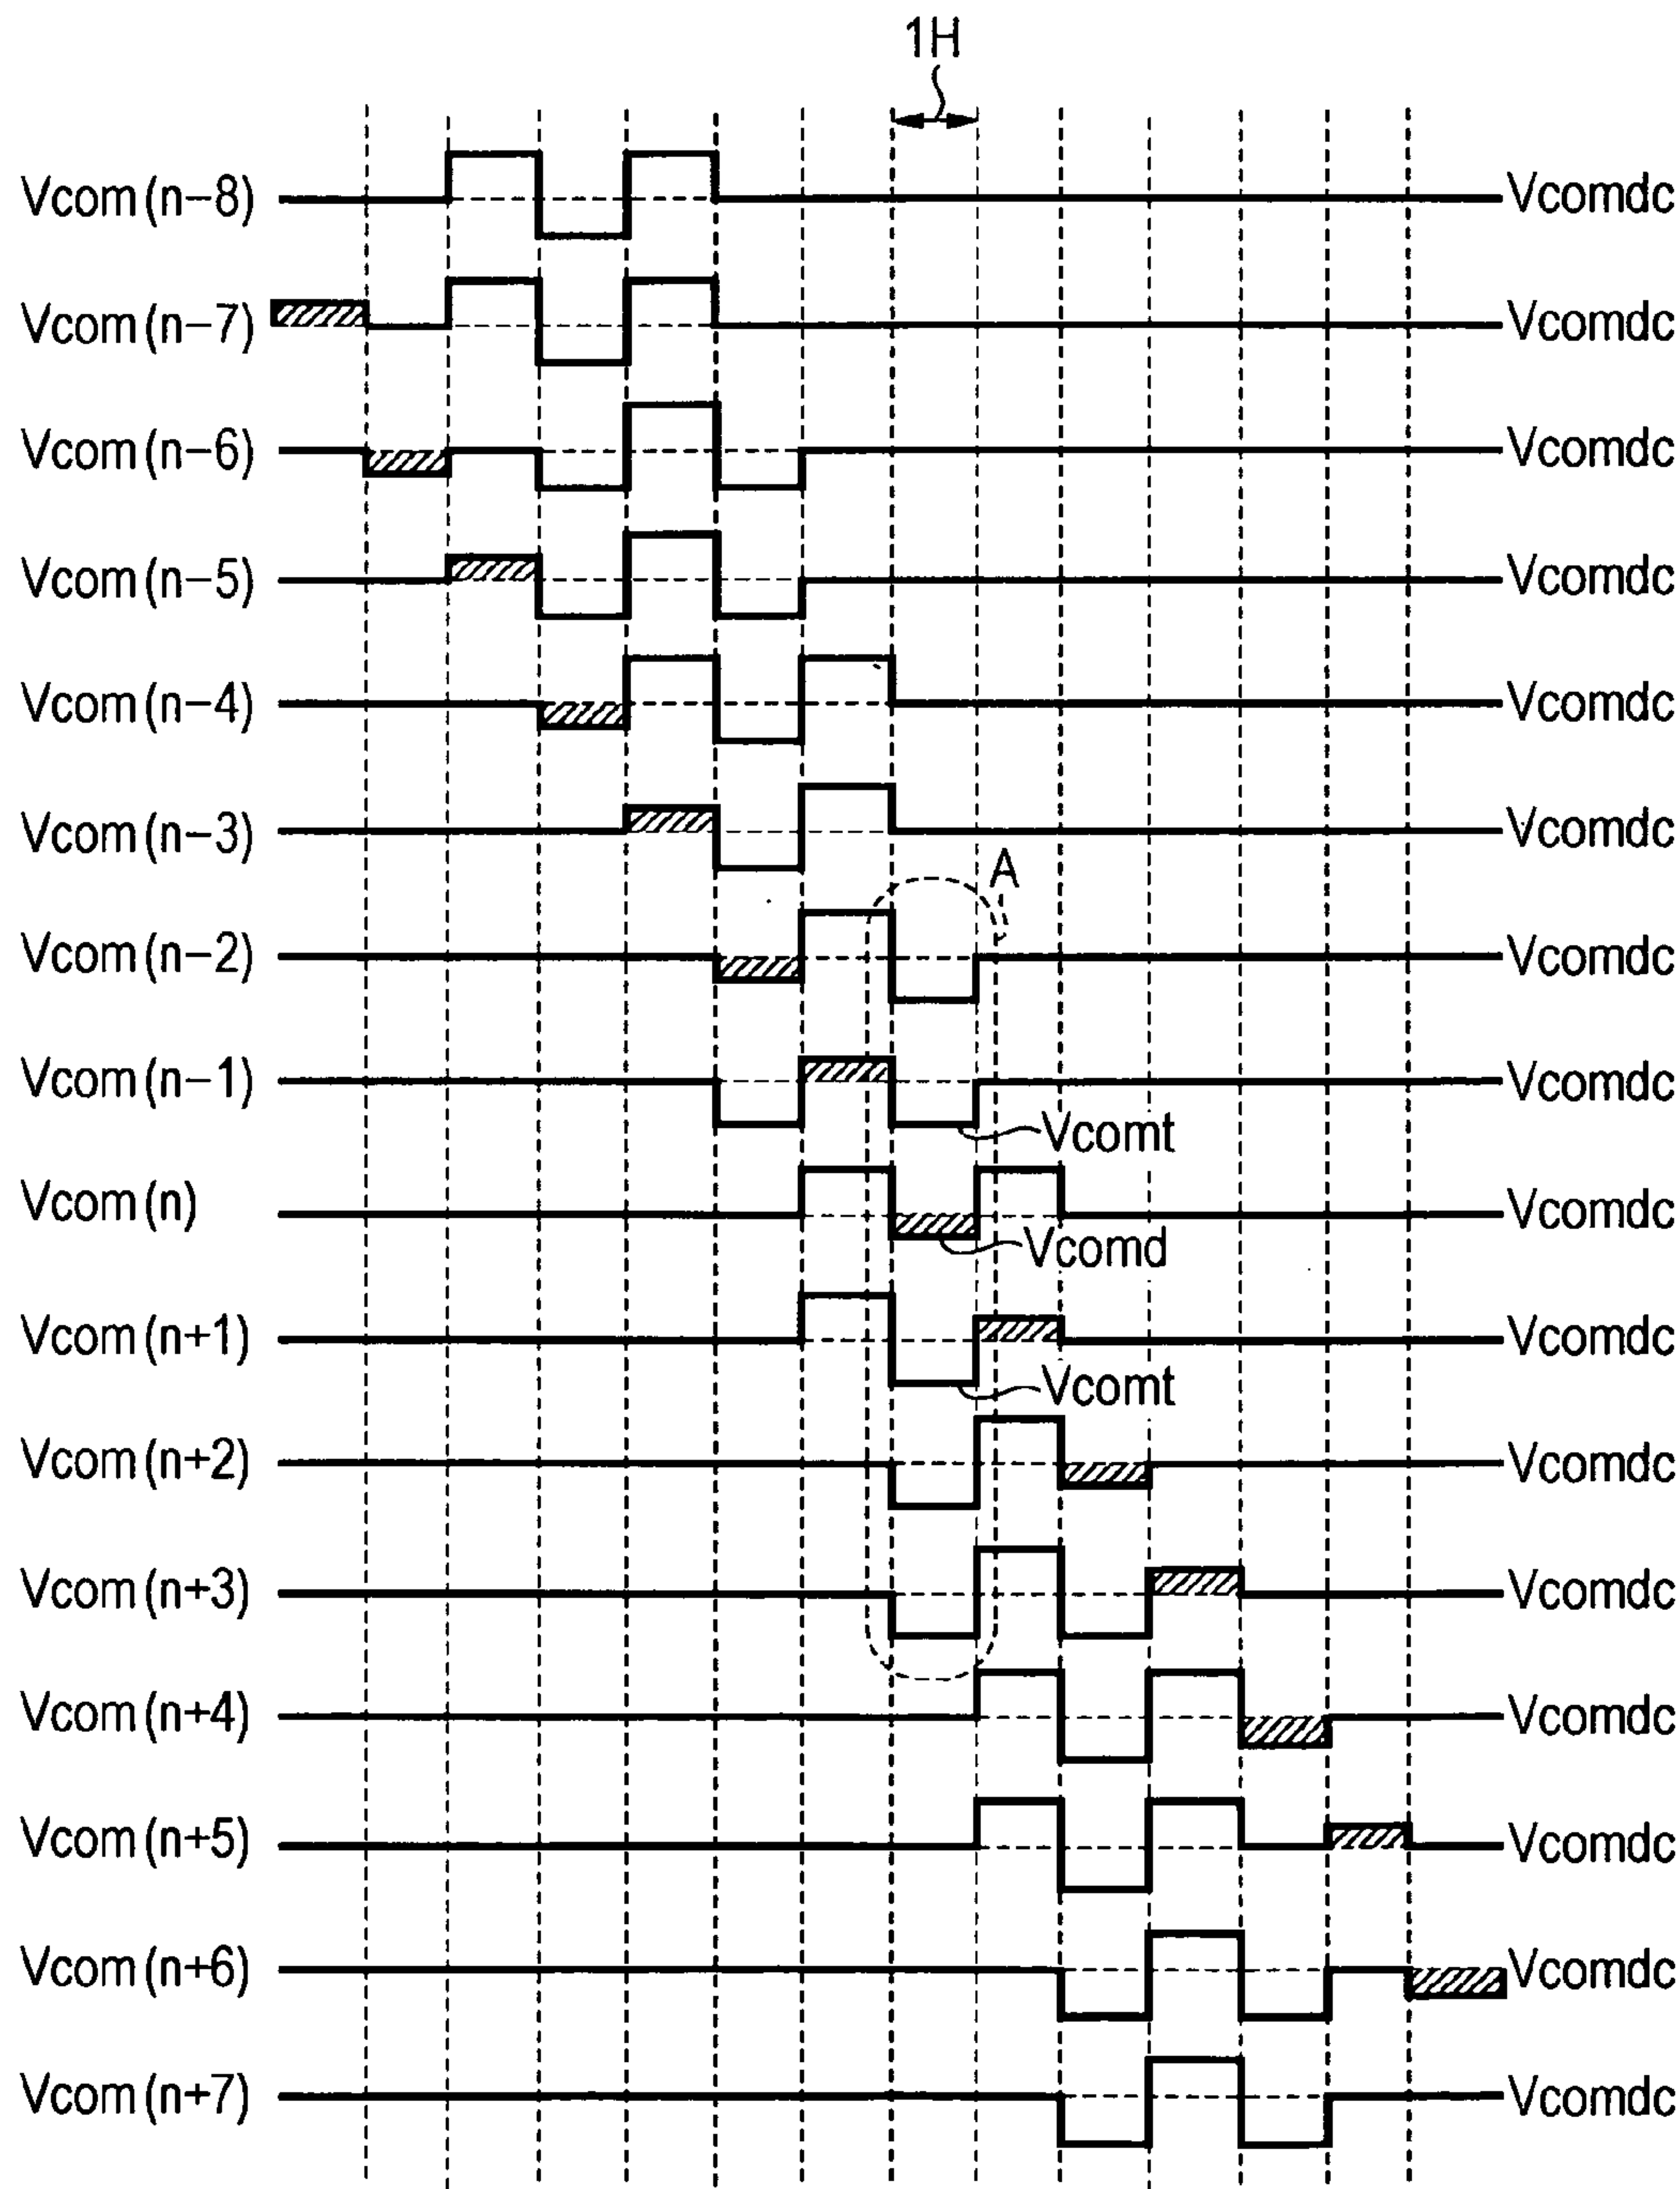 1H
Vcom(n-8) Vcomdc
Vcom(n-7) Vcomdc
Vcom(n-6) Vcomdc
Vcom(n-5) Vcomdc
Vcom(n-4) Vcomdc
Vcom(n-3) Vcomdc
A
Vcom(n-2) Vcomdc
Vcom(n-1) Vcomdc
Vcomt
Vcom(n) Vcomdc
Vcomd
Vcom(n+1) Vcomdc
Vcomt
Vcom(n+2) Vcomdc
Vcom(n+3) Vcomdc
Vcom(n+4) Vcomdc
Vcom(n+5) Vcomdc
Vcom(n+6) Vcomdc
Vcom(n+7) Vcomdc